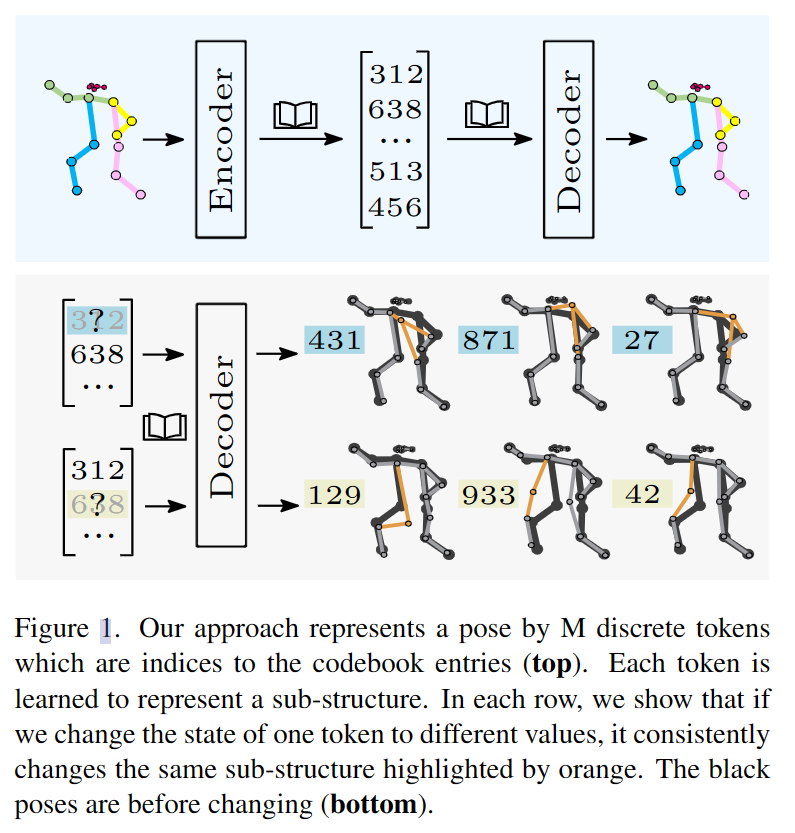 Encoder
312
638
...
513
456
Decoder
312
?
638
...
Decoder
431
871
27
312
638
?
...
129
933
42
Figure 1. Our approach represents a pose by M discrete tokens
which are indices to the codebook entries (top). Each token is
learned to represent a sub-structure. In each row, we show that if
we change the state of one token to different values, it consistently
changes the same sub-structure highlighted by orange. The black
poses are before changing (bottom).